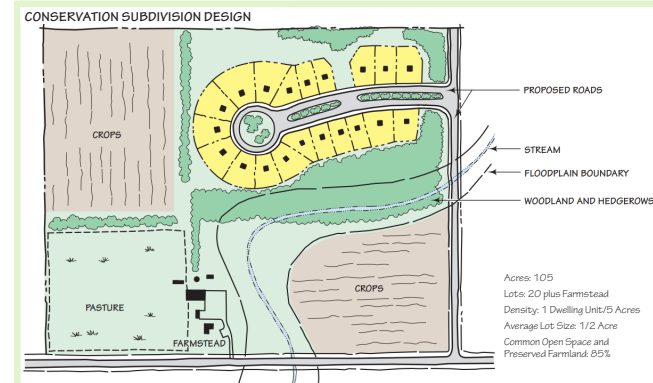 CONSERVATION SUBDIVISION DESIGN
CROPS
PROPOSED ROADS
STREAM
FLOODPLAIN BOUNDARY
WOODLAND AND HEDGEROWS
CROPS
PASTURE
FARMSTEAD
Acres: 105
Lots: 20 plus Farmstead
Density: 1 Dwelling Unit/5 Acres
Average Lot Size: 1/2 Acre
Common Open Space and
Preserved Farmland: 85%